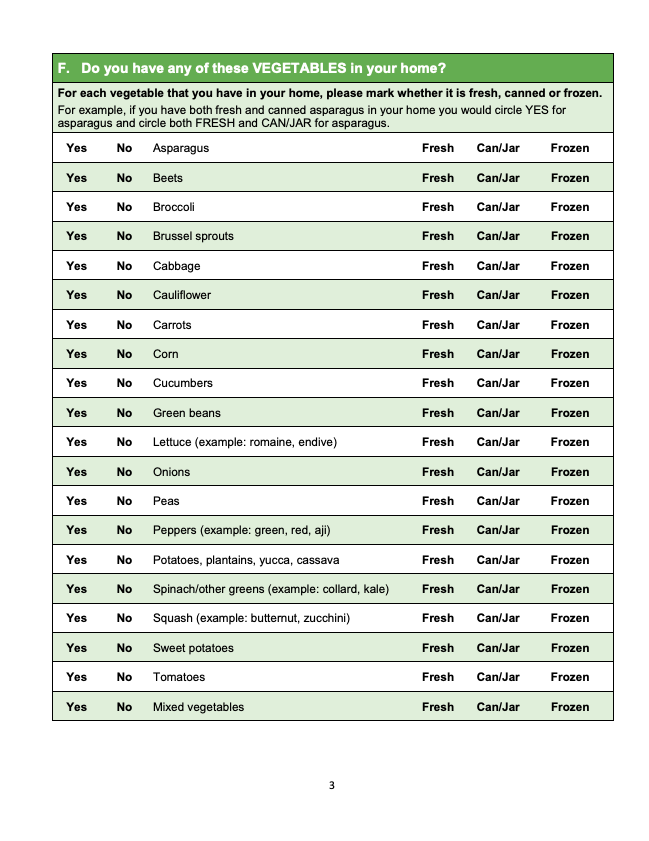 F. Do you have any of these VEGETABLES in your home?
For each vegetable that you have in your home, please mark whether it is fresh, canned or frozen.
For example, if you have both fresh and canned asparagus in your home you would circle YES for
asparagus and circle both FRESH and CAN/JAR for asparagus.
Yes No Asparagus Fresh Can/Jar Frozen
Yes No Beets Fresh Can/Jar Frozen
Yes No Broccoli Fresh Can/Jar Frozen
Yes No Brussel sprouts Fresh Can/Jar Frozen
Yes No Cabbage Fresh Can/Jar Frozen
Yes No Cauliflower Fresh Can/Jar Frozen
Yes No Carrots Fresh Can/Jar Frozen
Yes No Corn Fresh Can/Jar Frozen
Yes No Cucumbers Fresh Can/Jar Frozen
Yes No Green beans Fresh Can/Jar Frozen
Yes No Lettuce (example: romaine, endive) Fresh Can/Jar Frozen
Yes No Onions Fresh Can/Jar Frozen
Yes No Peas Fresh Can/Jar Frozen
Yes No Peppers (example: green, red, aji) Fresh Can/Jar Frozen
Yes No Potatoes, plantains, yucca, cassava Fresh Can/Jar Frozen
Yes No Spinach/other greens (example: collard, kale) Fresh Can/Jar Frozen
Yes No Squash (example: butternut, zucchini) Fresh Can/Jar Frozen
Yes No Sweet potatoes Fresh Can/Jar Frozen
Yes No Tomatoes Fresh Can/Jar Frozen
Yes No Mixed vegetables Fresh Can/Jar Frozen
3